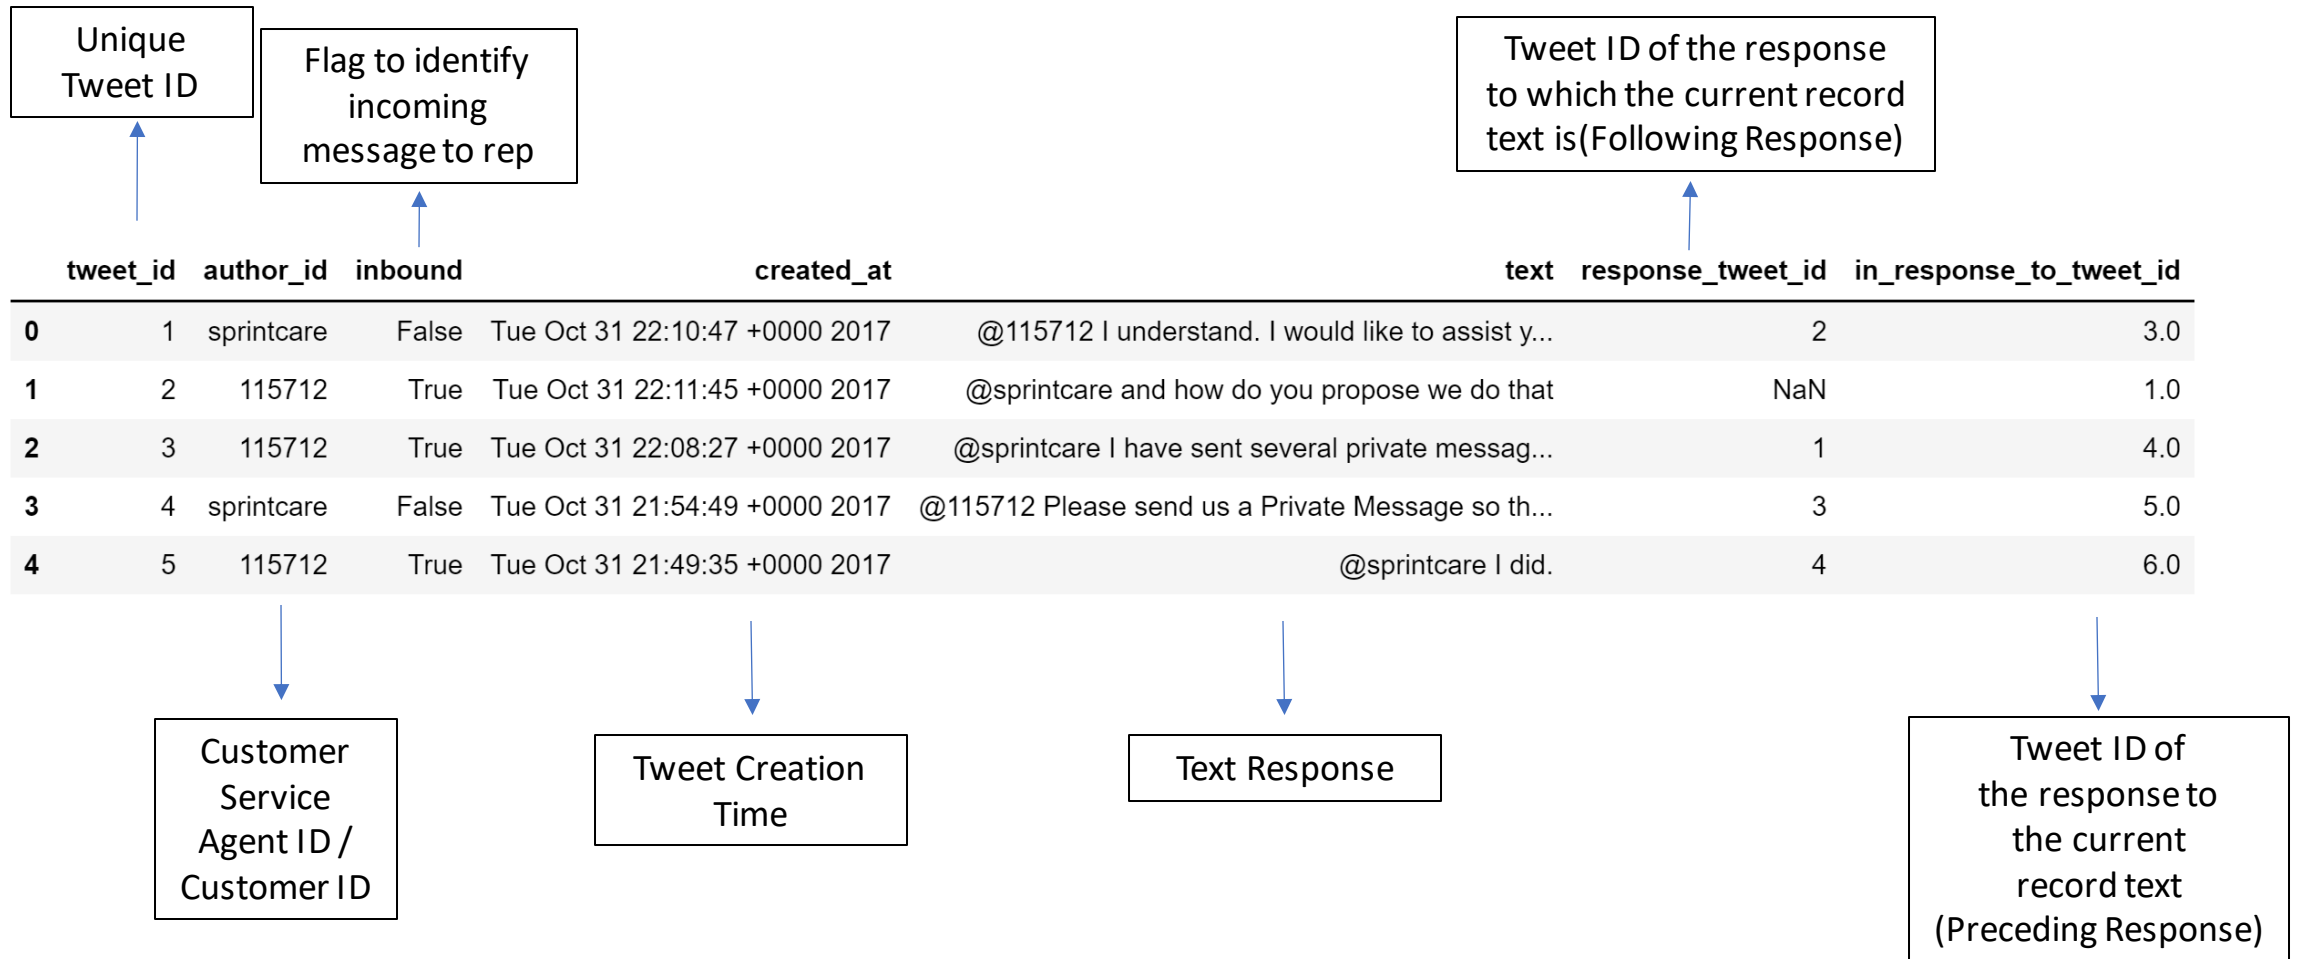 Unique
Tweet ID
Flag to identify
incoming
message to rep
Tweet ID of the response
to which the current record
text is(Following Response)
tweet_id author_id inbound created_at text response_tweet_id in_response_to_tweet_id
0 1 sprintcare False Tue Oct 31 22:10:47 +0000 2017 @115712 I understand. I would like to assist y... 2 3.0
1 2 115712 True Tue Oct 31 22:11:45 +0000 2017 @sprintcare and how do you propose we do that NaN 1.0
2 3 115712 True Tue Oct 31 22:08:27 +0000 2017 @sprintcare I have sent several private messag... 1 4.0
3 4 sprintcare False Tue Oct 31 21:54:49 +0000 2017 @115712 Please send us a Private Message so th... 3 5.0
4 5 115712 True Tue Oct 31 21:49:35 +0000 2017 @sprintcare I did. 4 6.0
Customer
Service
Agent ID /
Customer ID
Tweet Creation
Time
Text Response
Tweet ID of
the response to
the current
record text
(Preceding Response)